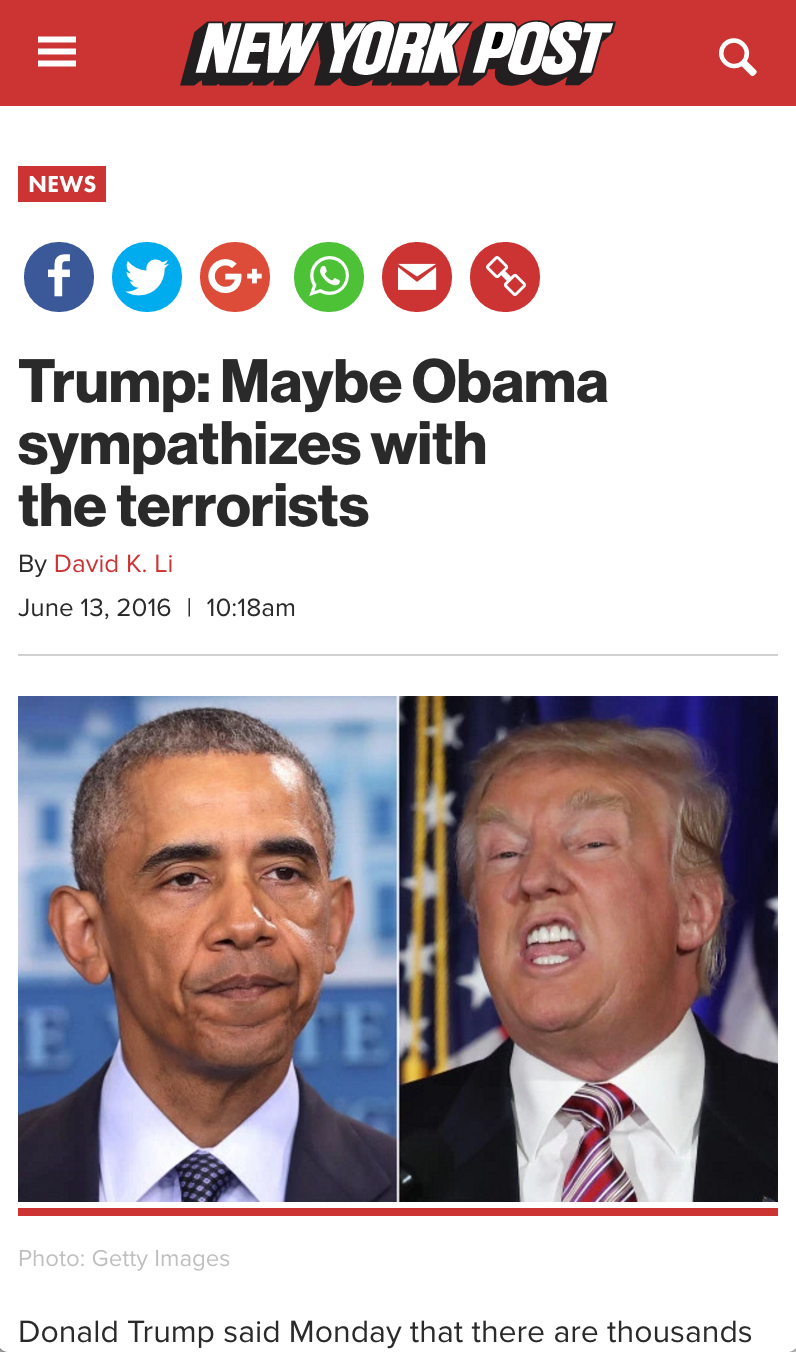 NEW YORK POST
NEWS
f G+
Trump: Maybe Obama
sympathizes with
the terrorists
By David K. Li
June 13, 2016 | 10:18am
E TE
Photo: Getty Images
Donald Trump said Monday that there are thousands